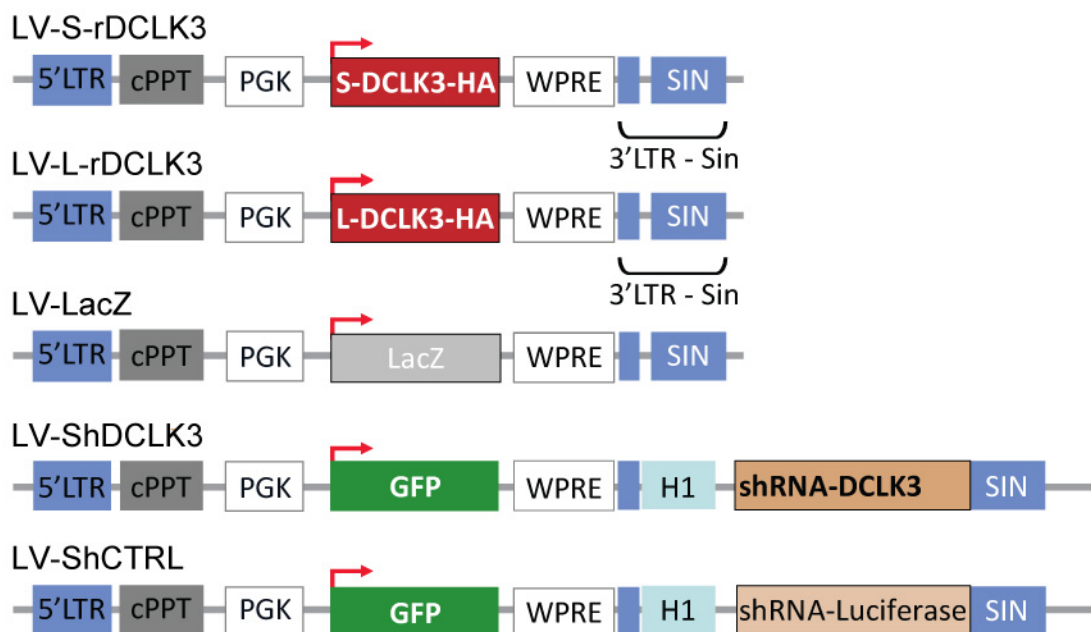 LV-S-rDCLK3
5'LTR cPPT PGK S-DCLK3-HA WPRE SIN
3'LTR - Sin
LV-L-rDCLK3
5'LTR cPPT PGK L-DCLK3-HA WPRE SIN
3'LTR - Sin
LV-LacZ
5'LTR cPPT PGK LacZ WPRE SIN
LV-ShDCLK3
5'LTR cPPT PGK GFP WPRE H1 shRNA-DCLK3 SIN
LV-ShCTRL
5'LTR cPPT PGK GFP WPRE H1 shRNA-Luciferase SIN